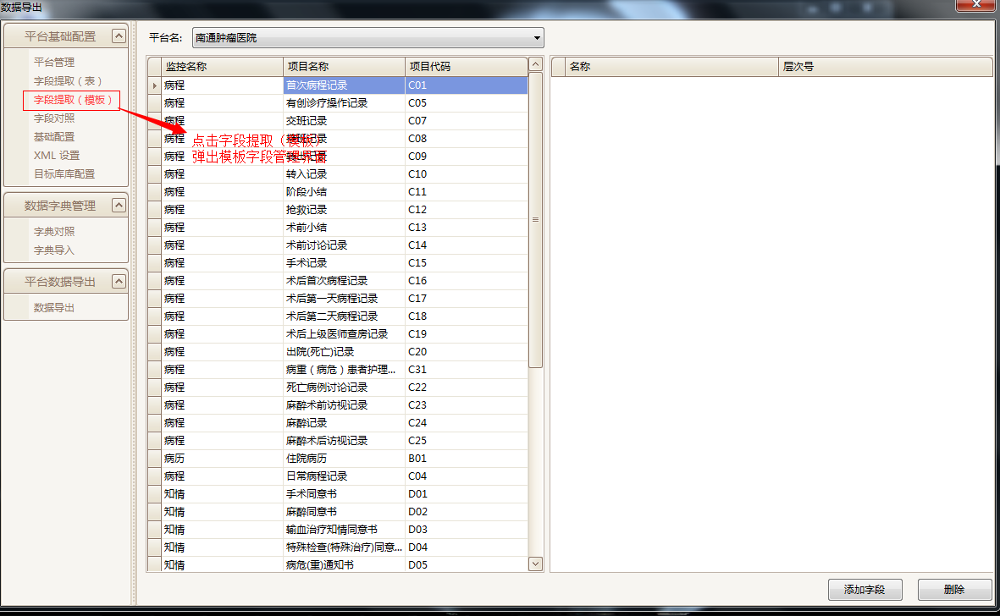 数据导出
平台基础配置
平台管理
字段提取（表）
字段提取（模板）
字段对照
基础配置
XML 设置
目标库库配置
数据字典管理
字典对照
字典导入
平台数据导出
数据导出
平台名: 南通肿瘤医院
监控名称 项目名称 项目代码
病程 首次病程记录 C01
病程 有创诊疗操作记录 C05
病程 交班记录 C07
病程 C08
病程 C09
病程 转入记录 C10
病程 阶段小结 C11
病程 抢救记录 C12
病程 术前小结 C13
病程 术前讨论记录 C14
病程 手术记录 C15
病程 术后首次病程记录 C16
病程 术后第一天病程记录 C17
病程 术后第二天病程记录 C18
病程 术后上级医师查房记录 C19
病程 出院(死亡)记录 C20
病程 病重（病危）患者护理... C31
病程 死亡病例讨论记录 C22
病程 麻醉术前访视记录 C23
病程 麻醉记录 C24
病程 麻醉术后访视记录 C25
病历 住院病历 B01
病程 日常病程记录 C04
知情 手术同意书 D01
知情 麻醉同意书 D02
知情 输血治疗知情同意书 D03
知情 特殊检查(特殊治疗)同意... D04
知情 病危(重)通知书 D05
点击字段提取（模板）
弹出模板字段管理界面
名称 层次号
添加字段 删除